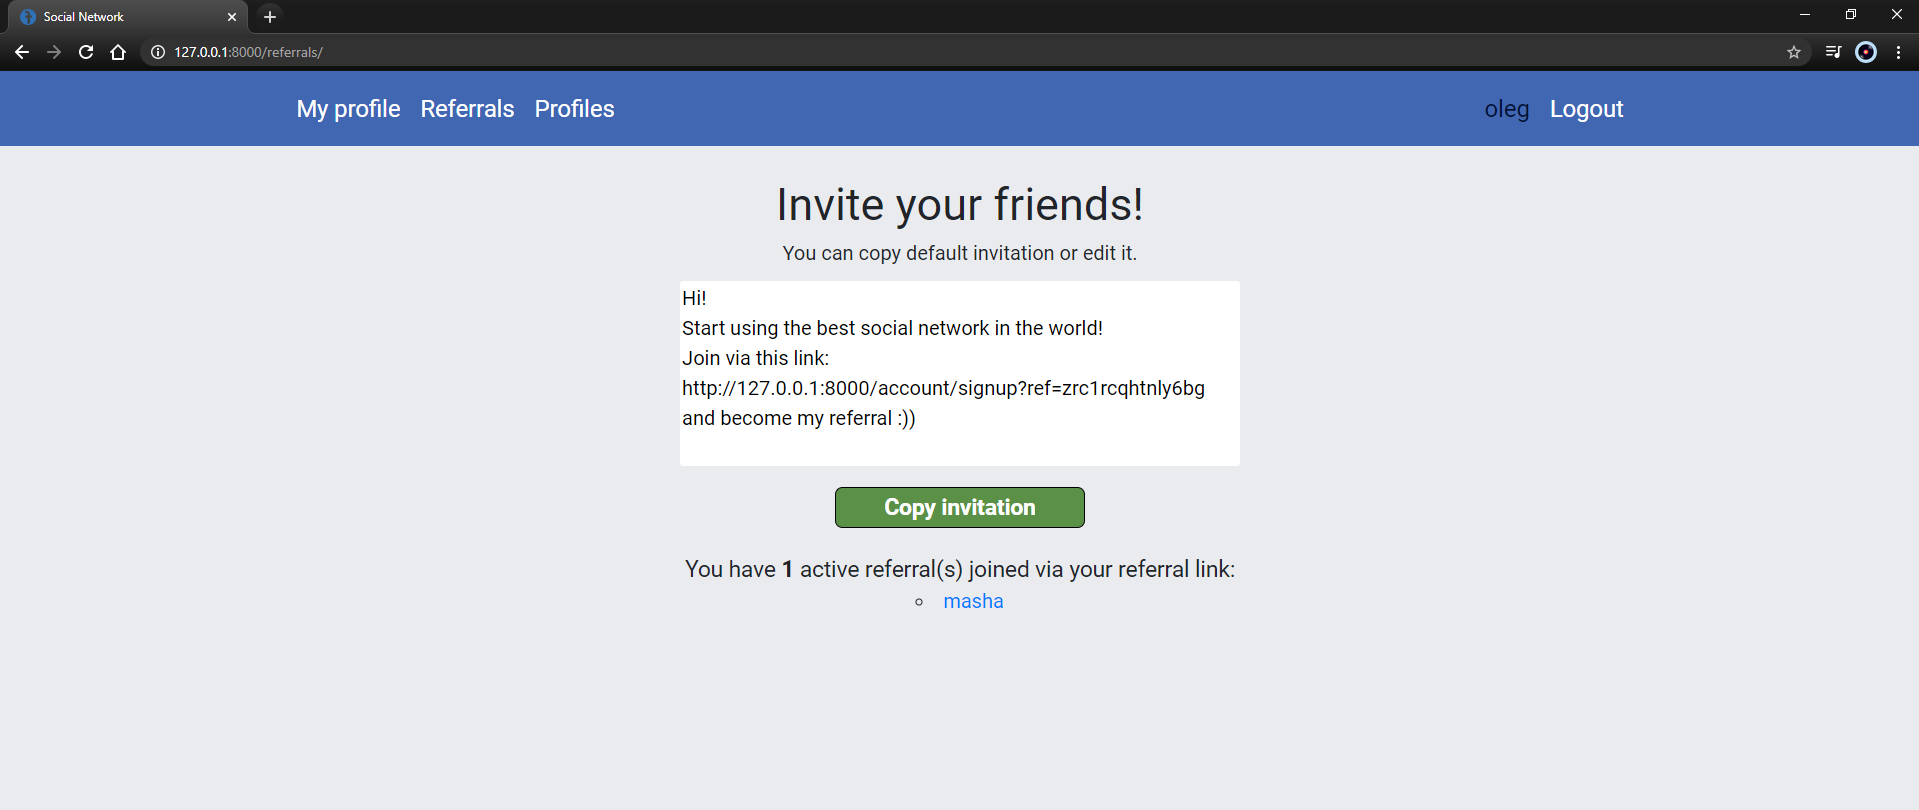 Social Network
127.0.0.1:8000/referrals/
My profile Referrals Profiles oleg Logout
Invite your friends!
You can copy default invitation or edit it.
Hi!
Start using the best social network in the world!
Join via this link:
http://127.0.0.1:8000/account/signup?ref=zrc1rcqhtnly6bg
and become my referral :))
Copy invitation
You have 1 active referral(s) joined via your referral link:
masha